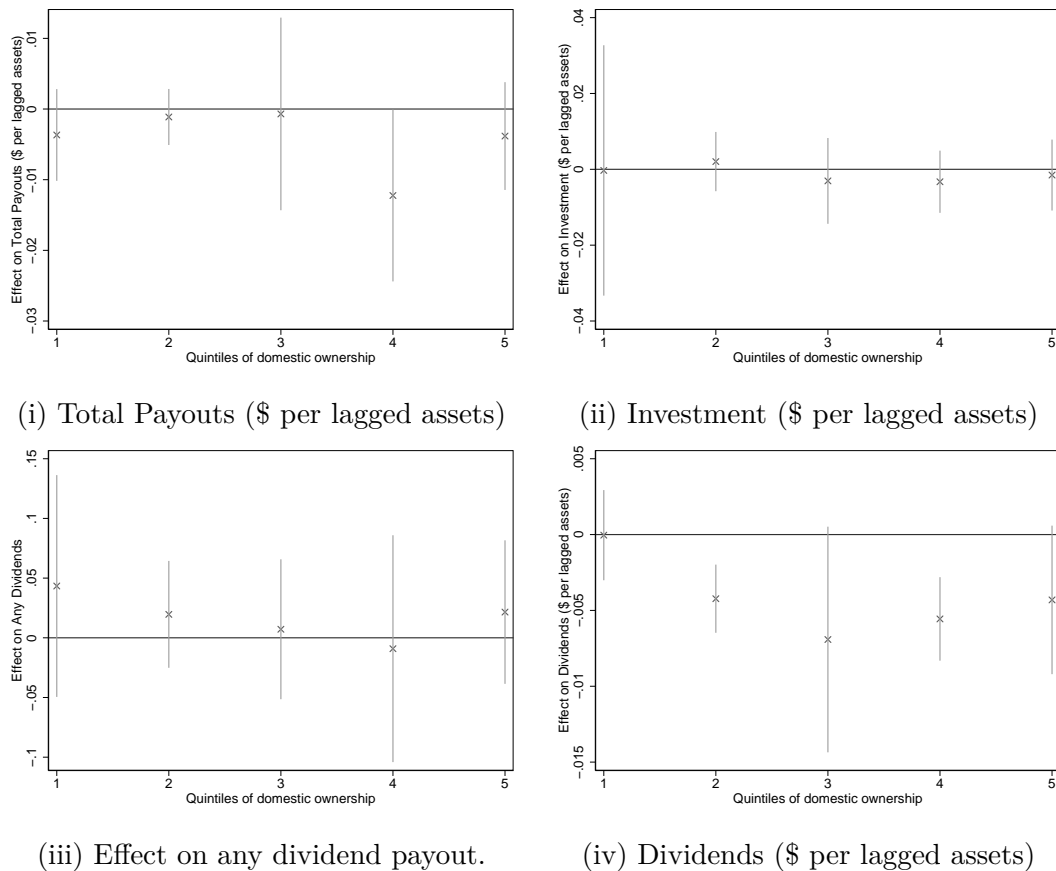 Effect on Total Payouts ($ per lagged assets)
.01
0
-.01
-.02
-.03
1 2 3 4 5
Quintiles of domestic ownership
(i) Total Payouts ($ per lagged assets)
Effect on Investment ($ per lagged assets)
.04
.02
0
-.02
-.04
1 2 3 4 5
Quintiles of domestic ownership
(ii) Investment ($ per lagged assets)
Effect on Any Dividends
.15
.1
.05
0
-.05
-.1
1 2 3 4 5
Quintiles of domestic ownership
(iii) Effect on any dividend payout.
Effect on Dividends ($ per lagged assets)
.005
0
-.005
-.01
-.015
1 2 3 4 5
Quintiles of domestic ownership
(iv) Dividends ($ per lagged assets)